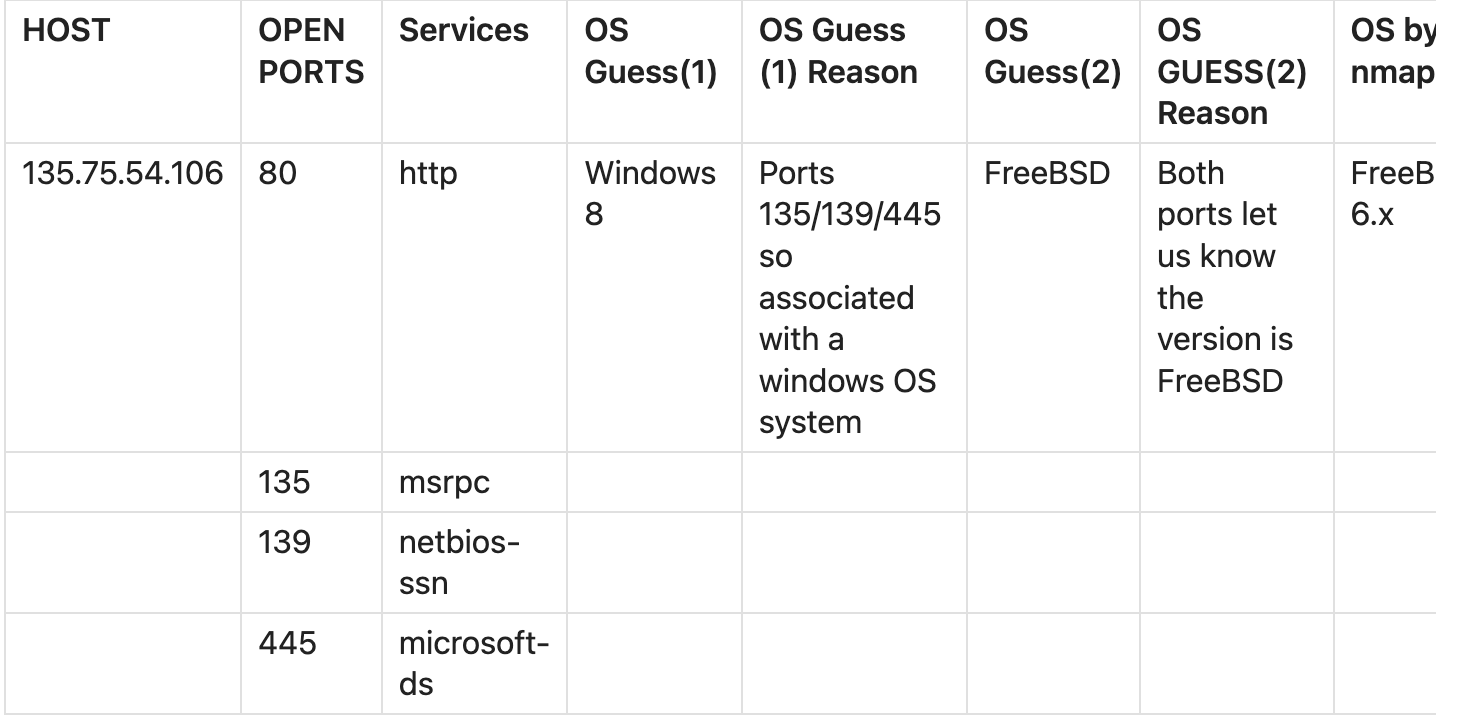 HOST
OPEN
PORTS
Services
OS
Guess(1)
OS Guess
(1) Reason
OS
Guess(2)
OS
GUESS(2)
Reason
OS by
nmap
135.75.54.106
80
http
Windows
8
Ports
135/139/445
so
associated
with a
windows OS
system
FreeBSD
Both
ports let
us know
the
version is
FreeBSD
FreeB
6.x
135
msrpc
139
netbios-
ssn
445
microsoft-
ds